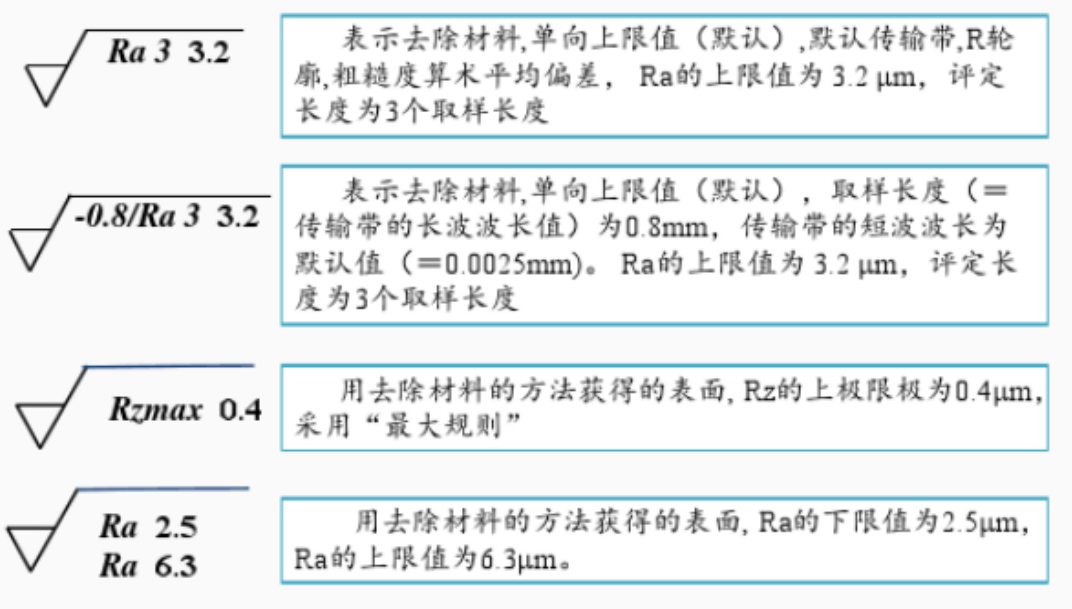 Ra 3 3.2
表示去除材料,单向上限值（默认）,默认传输带,R轮
廓,粗糙度算术平均偏差， Ra的上限值为 3.2 μm，评定
长度为3个取样长度
-0.8/Ra 3 3.2
表示去除材料,单向上限值（默认），取样长度（＝
传输带的长波波长值）为0.8mm，传输带的短波波长为
默认值（＝0.0025mm)。 Ra的上限值为 3.2 μm，评定长
度为3个取样长度
Rzmax 0.4
用去除材料的方法获得的表面, Rz的上极限极为0.4μm,
采用“最大规则”
Ra 2.5
Ra 6.3
用去除材料的方法获得的表面, Ra的下限值为2.5μm，
Ra的上限值为6.3μm。